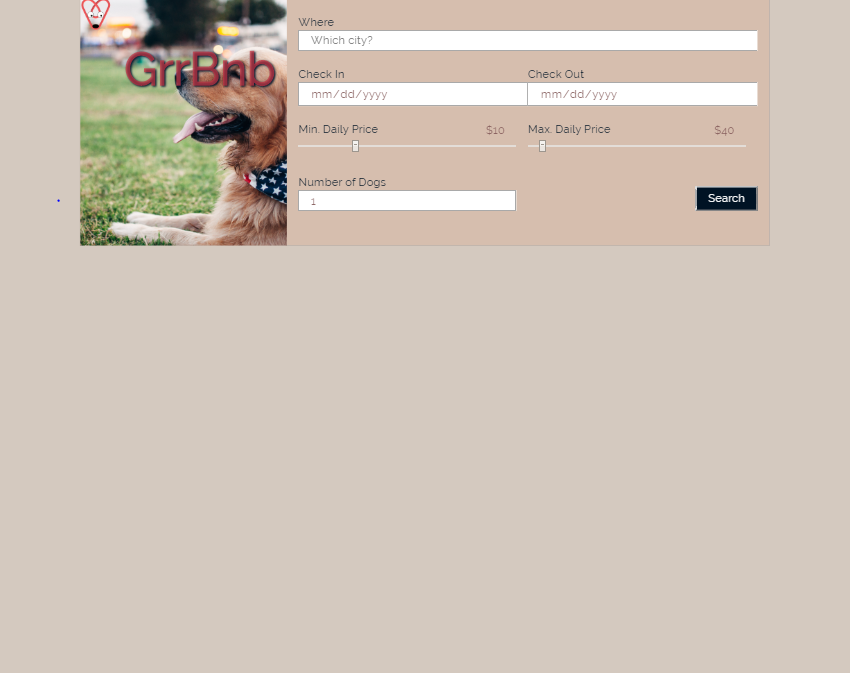 GrrBnb
Where
Which city?
Check In
Check Out
mm/dd/yyyy
mm/dd/yyyy
Min. Daily Price
$10
Max. Daily Price
$40
Number of Dogs
1
Search